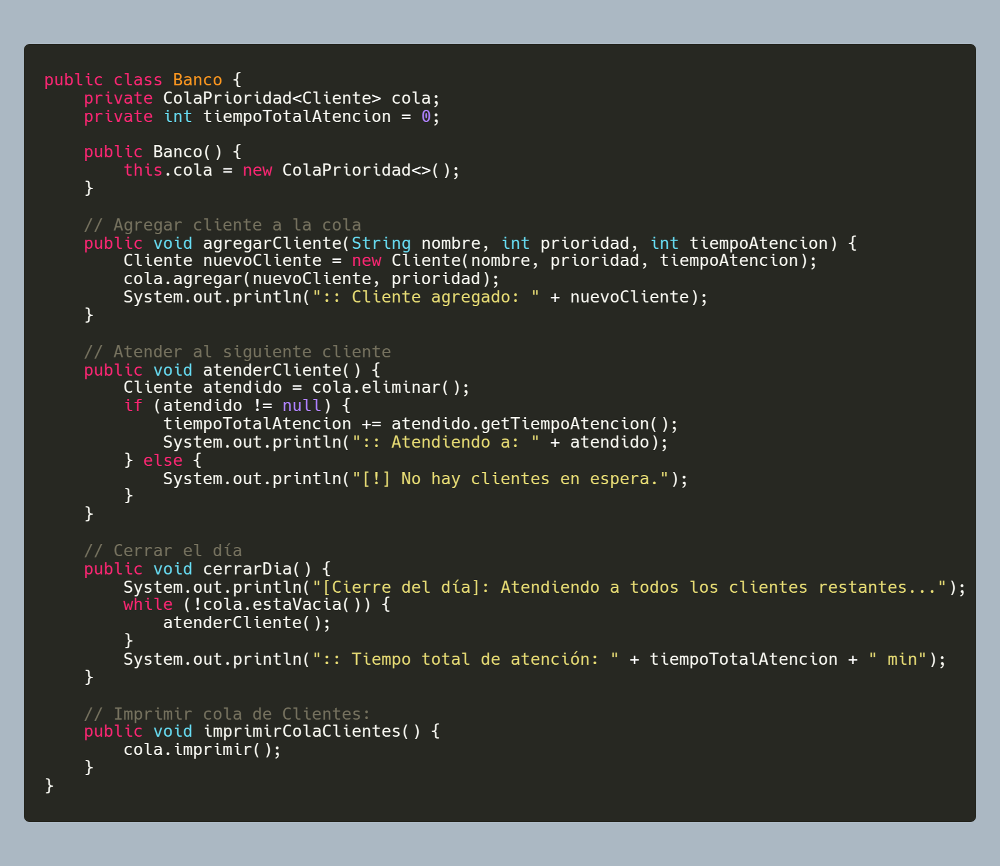 public class Banco {
    private ColaPrioridad<Cliente> cola;
    private int tiempoTotalAtencion = 0;

    public Banco() {
        this.cola = new ColaPrioridad<>();
    }

    // Agregar cliente a la cola
    public void agregarCliente(String nombre, int prioridad, int tiempoAtencion) {
        Cliente nuevoCliente = new Cliente(nombre, prioridad, tiempoAtencion);
        cola.agregar(nuevoCliente, prioridad);
        System.out.println(":: Cliente agregado: " + nuevoCliente);
    }

    // Atender al siguiente cliente
    public void atenderCliente() {
        Cliente atendido = cola.eliminar();
        if (atendido != null) {
            tiempoTotalAtencion += atendido.getTiempoAtencion();
            System.out.println(":: Atendiendo a: " + atendido);
        } else {
            System.out.println("[!] No hay clientes en espera.");
        }
    }

    // Cerrar el día
    public void cerrarDia() {
        System.out.println("[Cierre del día]: Atendiendo a todos los clientes restantes...");
        while (!cola.estaVacia()) {
            atenderCliente();
        }
        System.out.println(":: Tiempo total de atención: " + tiempoTotalAtencion + " min");
    }

    // Imprimir cola de Clientes:
    public void imprimirColaClientes() {
        cola.imprimir();
    }
}